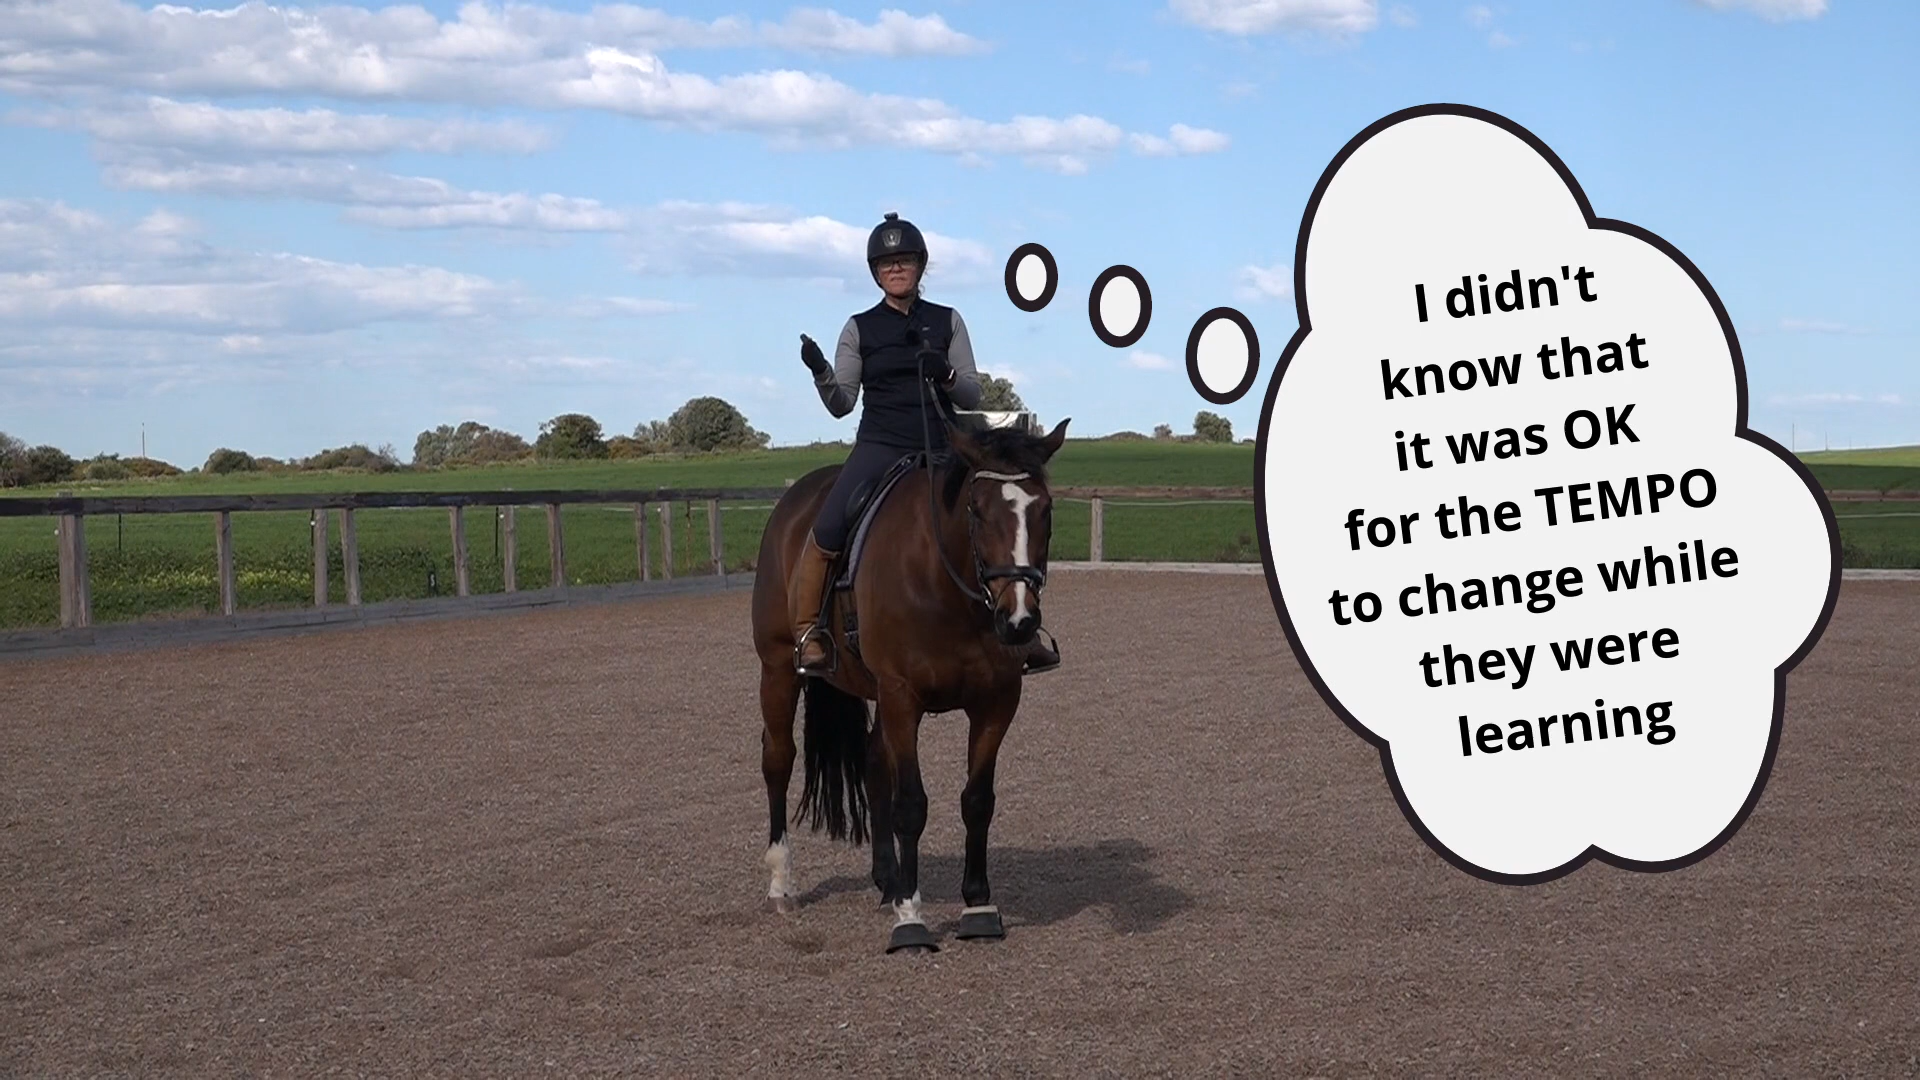 I didn't
know that
it was OK
for the TEMPO
to change while
they were
learning